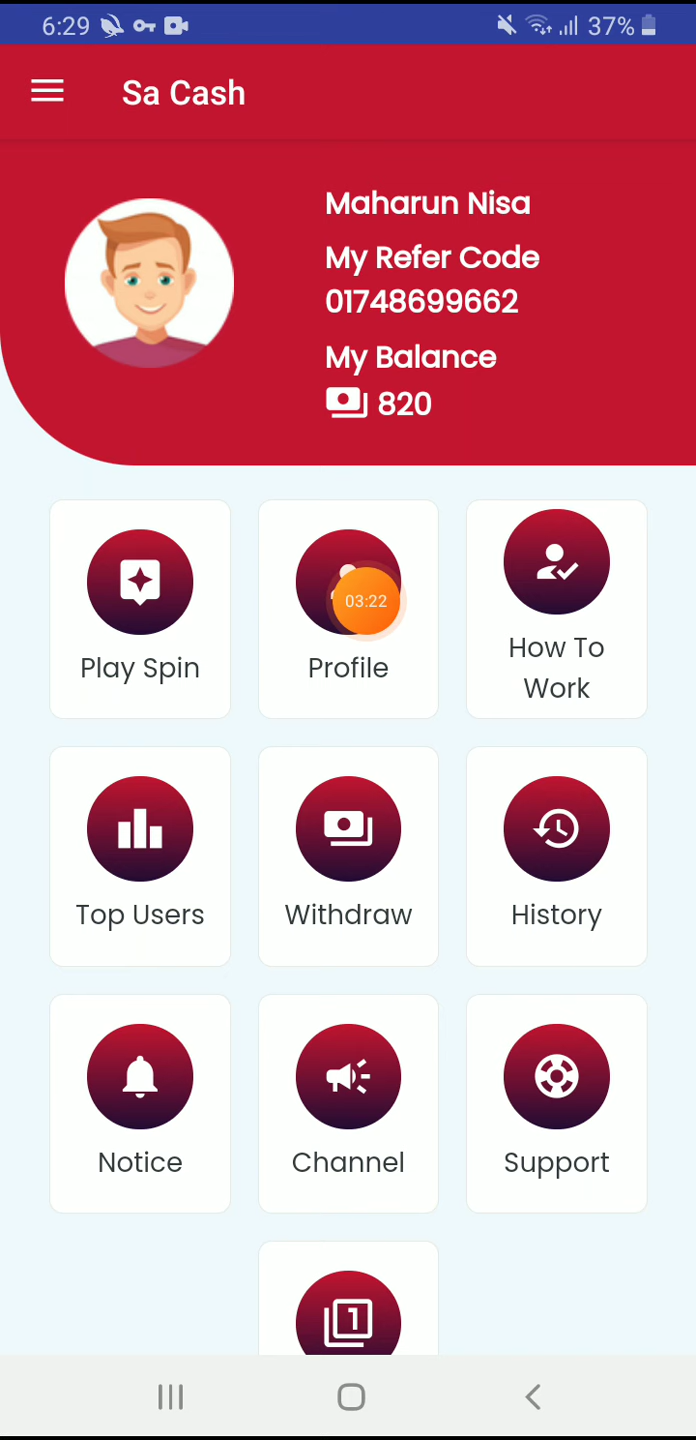 6:29 37%
Sa Cash
Maharun Nisa
My Refer Code
01748699662
My Balance
820
03:22
Play Spin
Profile
How To
Work
Top Users
Withdraw
History
Notice
Channel
Support
1